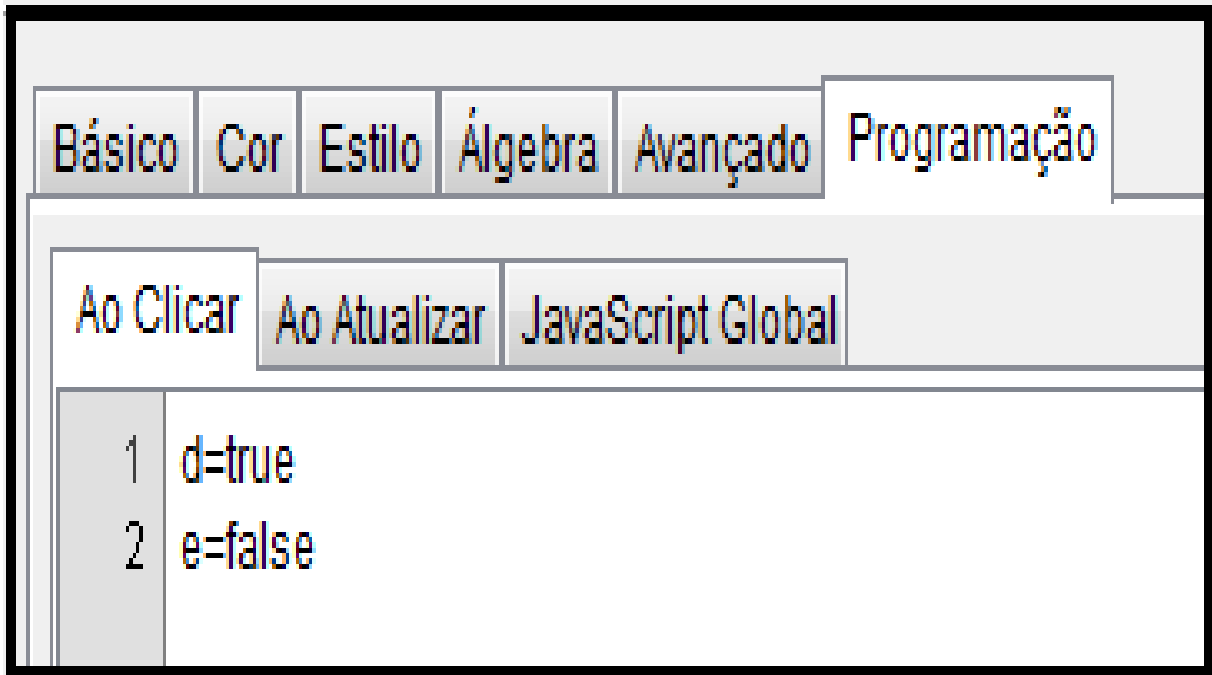 Básico Cor Estilo Álgebra Avançado Programação
Ao Clicar Ao Atualizar JavaScript Global
1 d=true
2 e=false